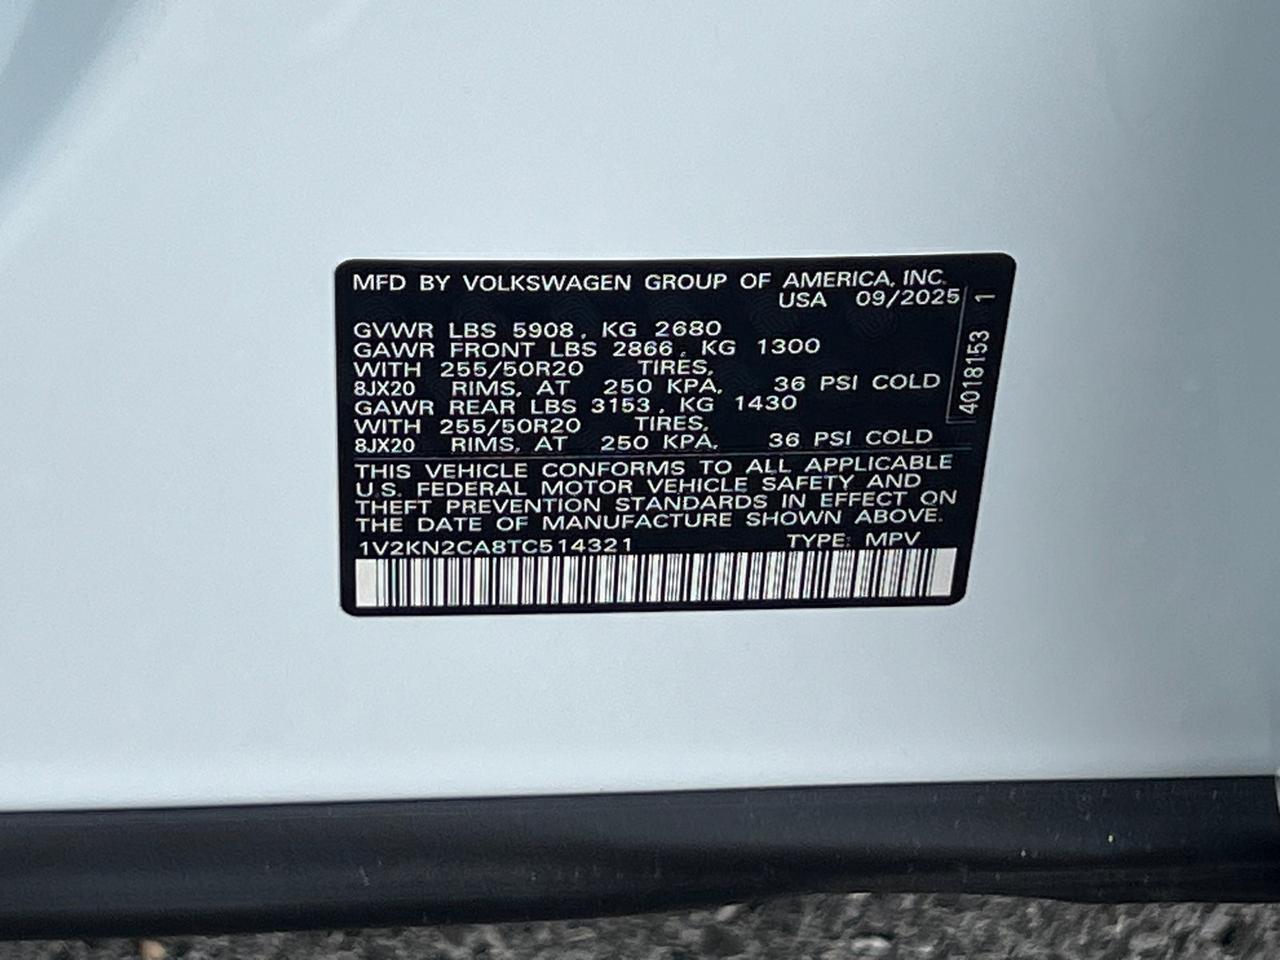 MFD BY VOLKSWAGEN GROUP OF AMERICA, INC.
USA 09/2025
GVWR LBS 5908, KG 2680
GAWR FRONT LBS 2866, KG 1300
WITH 255/50R20 TIRES,
8JX20 RIMS, AT 250 KPA, 36 PSI COLD
GAWR REAR LBS 3153, KG 1430
WITH 255/50R20 TIRES,
8JX20 RIMS, AT 250 KPA, 36 PSI COLD
THIS VEHICLE CONFORMS TO ALL APPLICABLE
U.S. FEDERAL MOTOR VEHICLE SAFETY AND
THEFT PREVENTION STANDARDS IN EFFECT ON
THE DATE OF MANUFACTURE SHOWN ABOVE.
1V2KN2CA8TC514321 TYPE: MPV
4018153 1